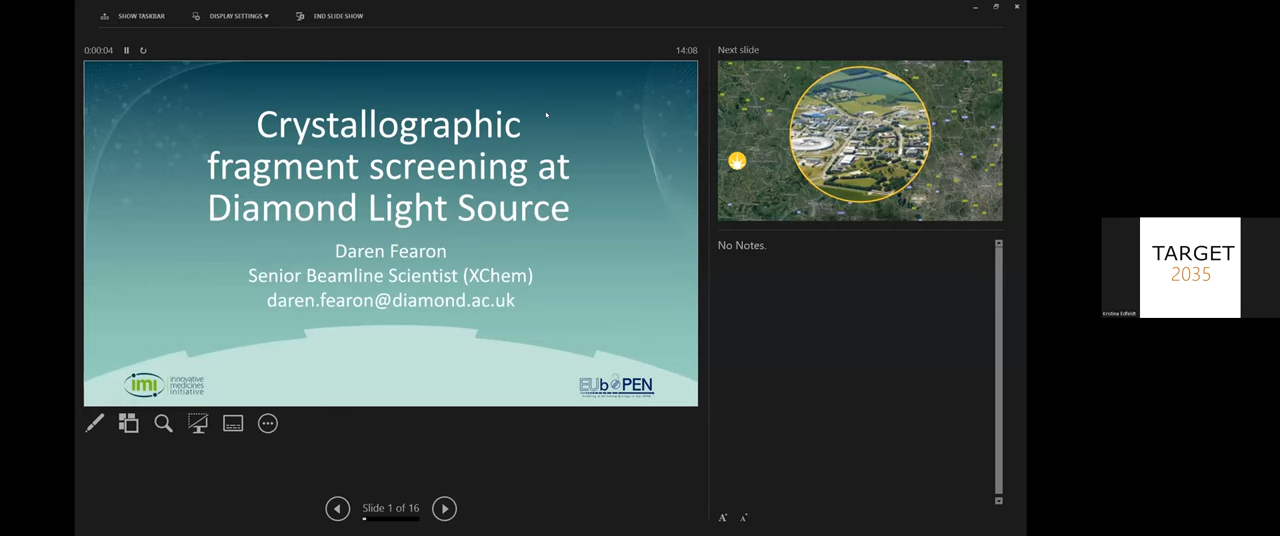 SHOW TASKBAR
DISPLAY SETTINGS ▾
END SLIDE SHOW
0:00:04
14:08
Next slide
Crystallographic
fragment screening at
Diamond Light Source
Daren Fearon
Senior Beamline Scientist (XChem)
daren.fearon@diamond.ac.uk
imi
innovative
medicines
initiative
EUbOPEN
No Notes.
TARGET
2035
Kristina Edfeldt
Slide 1 of 16
A A